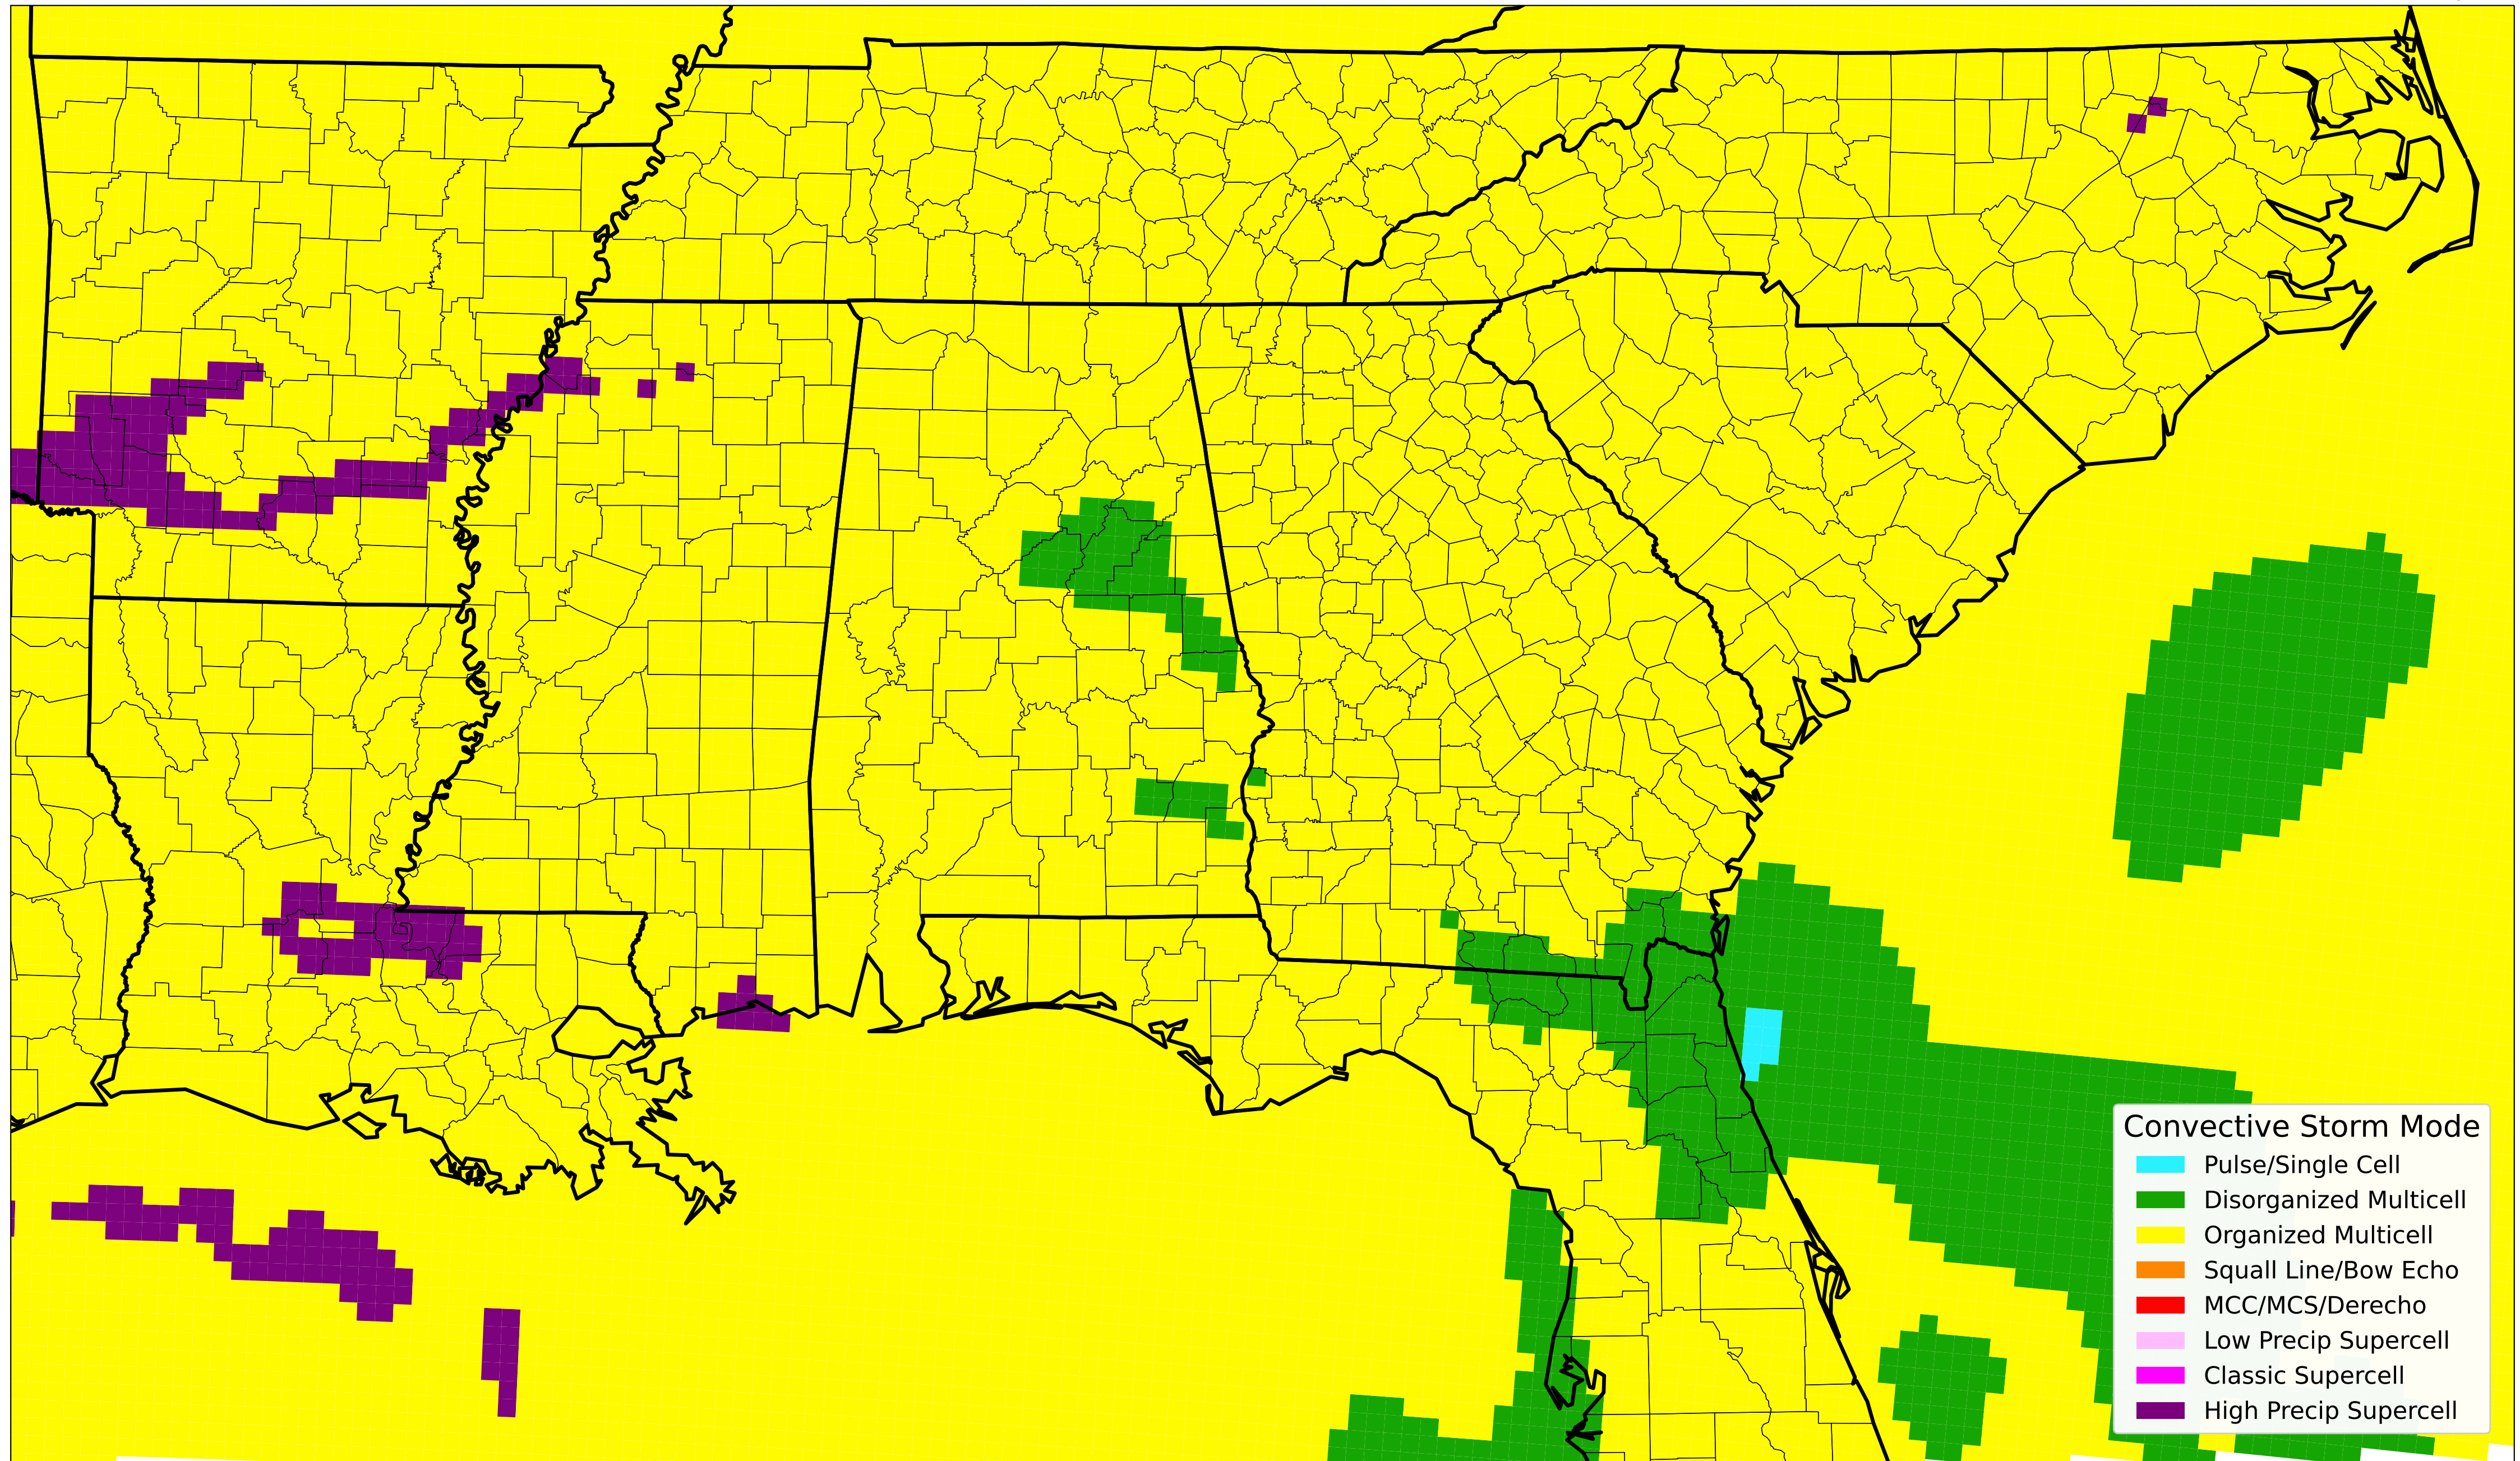 Convective Storm Mode
Pulse/Single Cell
Disorganized Multicell
Organized Multicell
Squall Line/Bow Echo
MCC/MCS/Derecho
Low Precip Supercell
Classic Supercell
High Precip Supercell